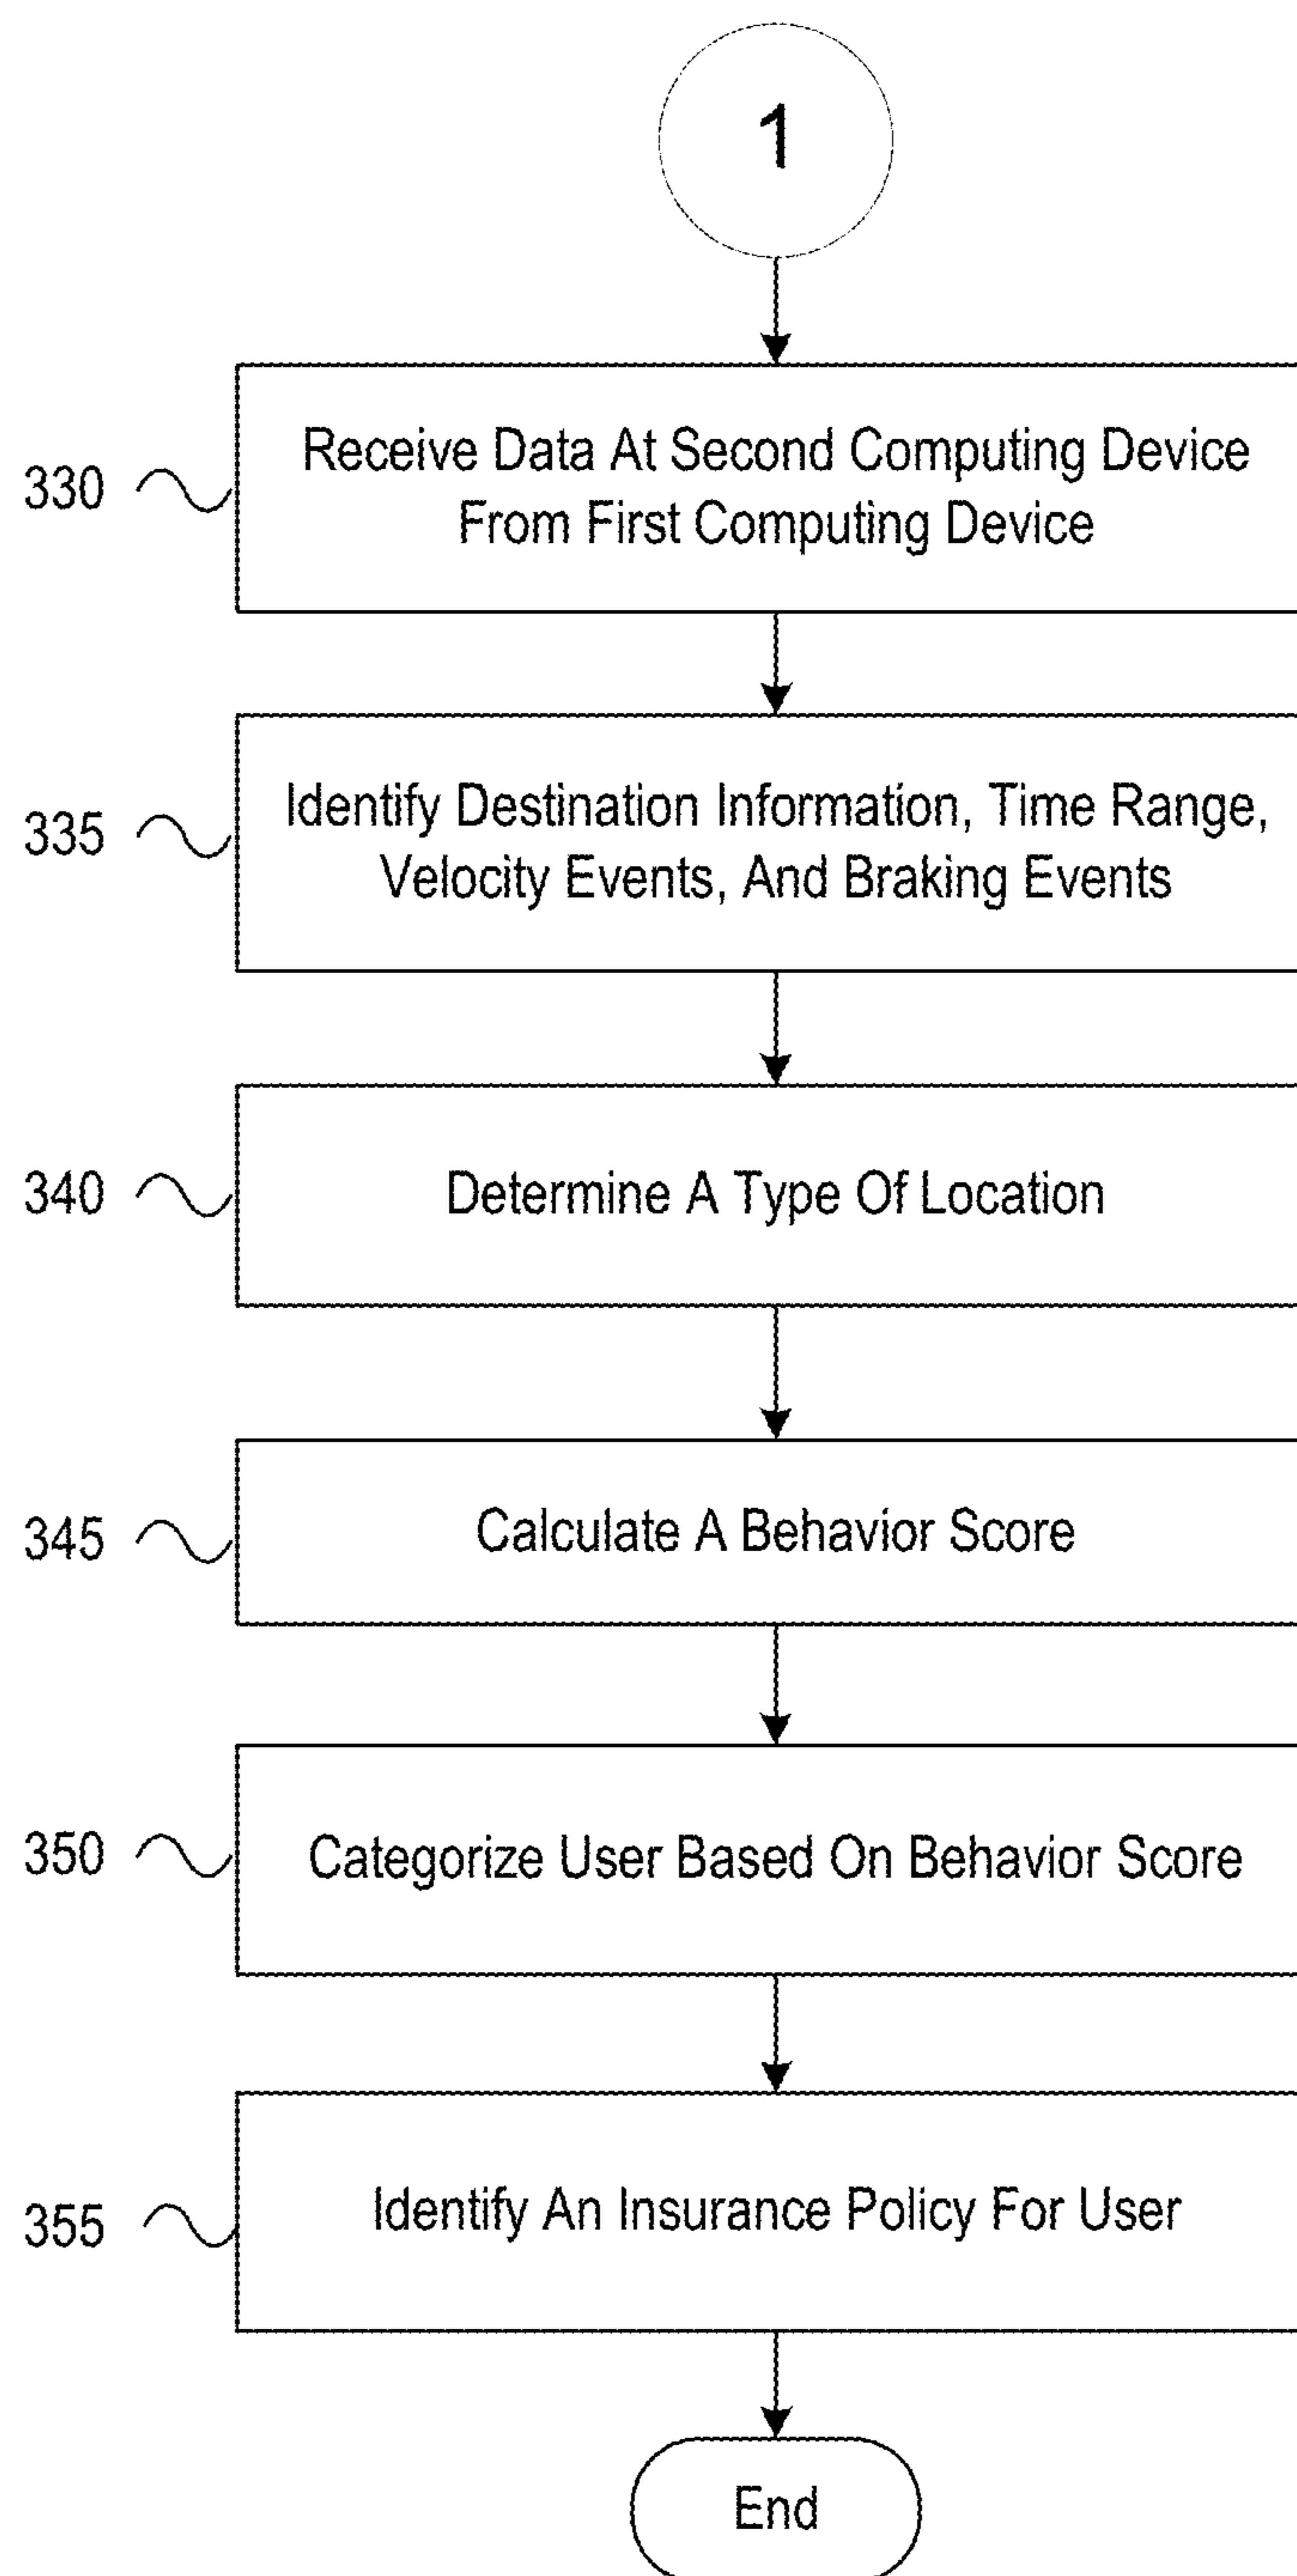 1
330
Receive Data At Second Computing Device
From First Computing Device
335
Identify Destination Information, Time Range,
Velocity Events, And Braking Events
340
Determine A Type Of Location
345
Calculate A Behavior Score
350
Categorize User Based On Behavior Score
355
Identify An Insurance Policy For User
End